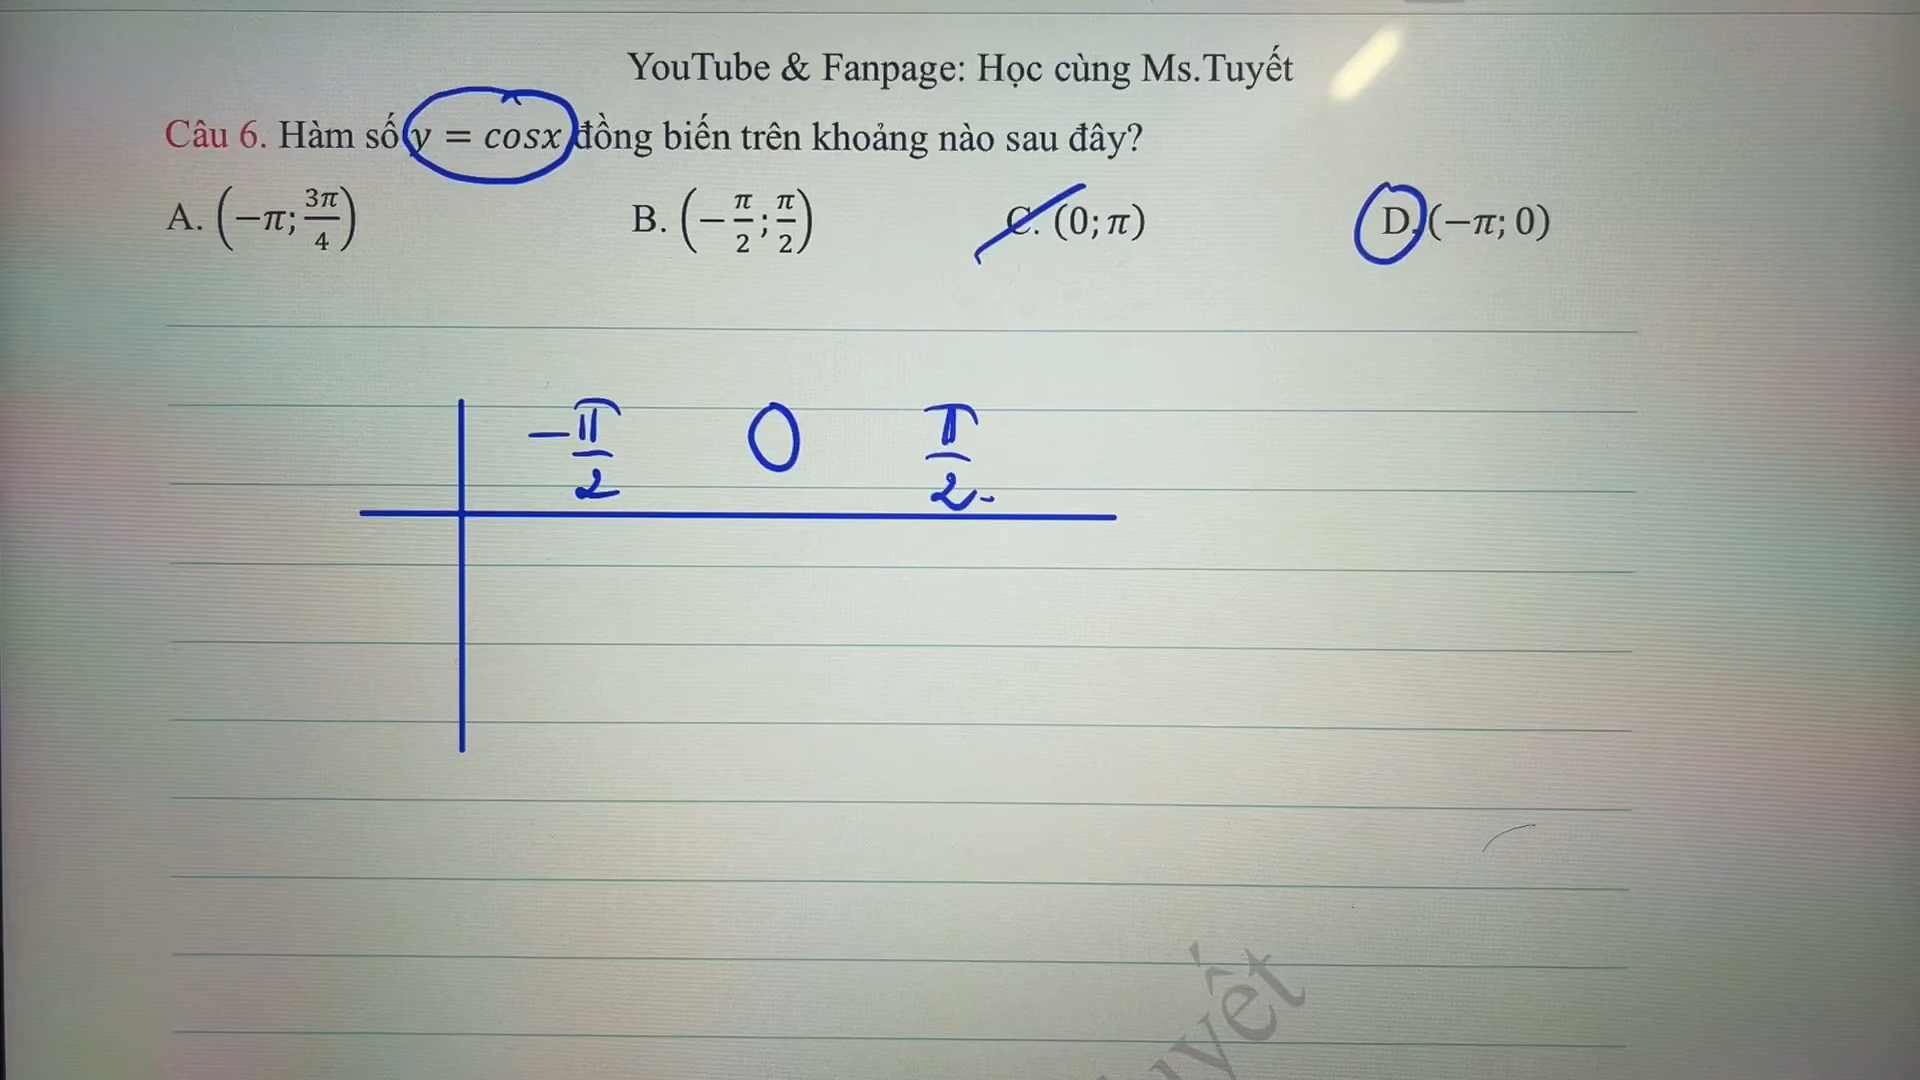 YouTube & Fanpage: Học cùng Ms.Tuyết
Câu 6. Hàm số y = cosx đồng biến trên khoảng nào sau đây?
A. (−π; 3π/4) B. (−π/2; π/2) C. (0; π) D. (−π; 0)
−π/2 0 π/2